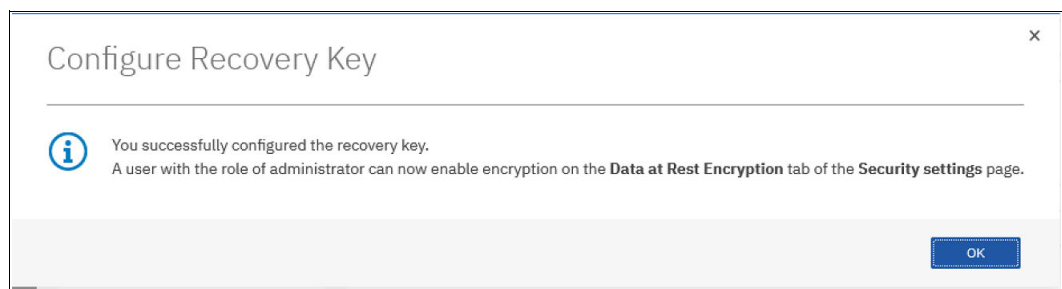 Configure Recovery Key
You successfully configured the recovery key.
A user with the role of administrator can now enable encryption on the Data at Rest Encryption tab of the Security settings page.
OK